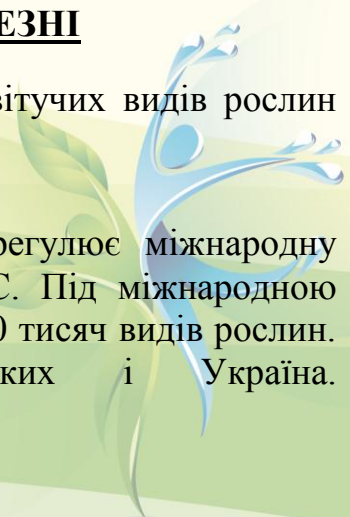 ЕЗНІ
вітучих видів рослин
регулює міжнародну
С. Під міжнародною
0 тисяч видів рослин.
ких і Україна.